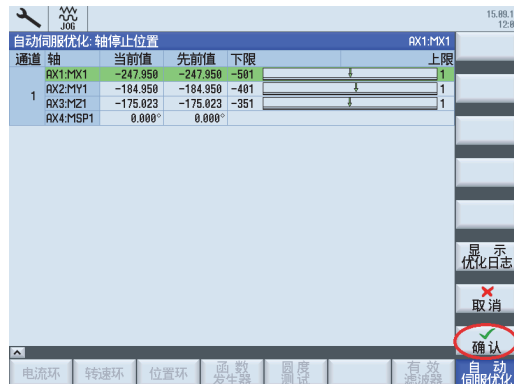 JOG
15.09.1
12:0
自动伺服优化: 轴停止位置 AX1:MX1
通道 轴 当前值 先前值 下限 上限
AX1:MX1 -247.950 -247.950 -501 1
1 AX2:MY1 -184.950 -184.950 -401 1
AX3:MZ1 -175.023 -175.023 -351 1
AX4:MSP1 0.000° 0.000°
显 示
优化日志
取消
确认
电流环 转速环 位置环 函 数
发生器 圆 度
测 试 有 效
滤波器 自 动
伺服优化